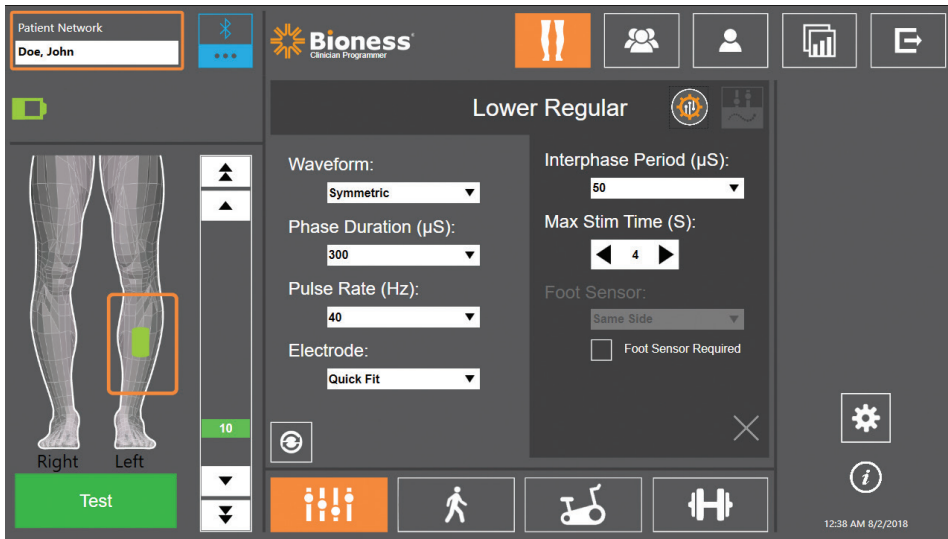 Patient Network
Doe, John
Bioness
Clinician Programmer
Lower Regular
Waveform:
Symmetric
Phase Duration (µS):
300
Pulse Rate (Hz):
40
Electrode:
Quick Fit
Interphase Period (µS):
50
Max Stim Time (S):
4
Foot Sensor:
Same Side
Foot Sensor Required
10
Right Left
Test
i
12:38 AM 8/2/2018